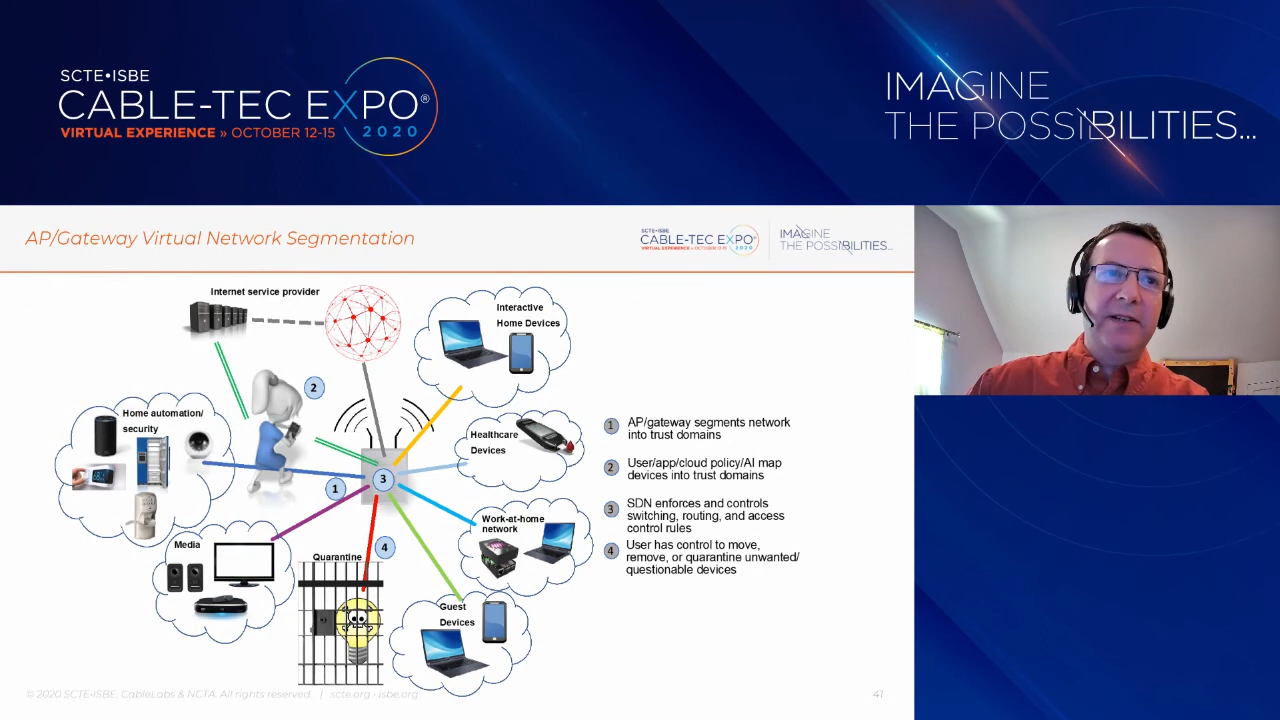 SCTE•ISBE
CABLE-TEC EXPO®
VIRTUAL EXPERIENCE » OCTOBER 12-15
2020
IMAGINE
THE POSSIBILITIES...
AP/Gateway Virtual Network Segmentation
SCTE•ISBE
CABLE-TEC EXPO®
VIRTUAL EXPERIENCE » OCTOBER 12-15
2020
IMAGINE
THE POSSIBILITIES...
Internet service provider
Interactive
Home Devices
2
Home automation/
security
Healthcare
Devices
3
1
Work-at-home
network
Media
4
Quarantine
Guest
Devices
1 AP/gateway segments network
into trust domains
2 User/app/cloud policy/AI map
devices into trust domains
3 SDN enforces and controls
switching, routing, and access
control rules
4 User has control to move,
remove, or quarantine unwanted/
questionable devices
© 2020 SCTE•ISBE, CableLabs & NCTA. All rights reserved. | scte.org • isbe.org
41